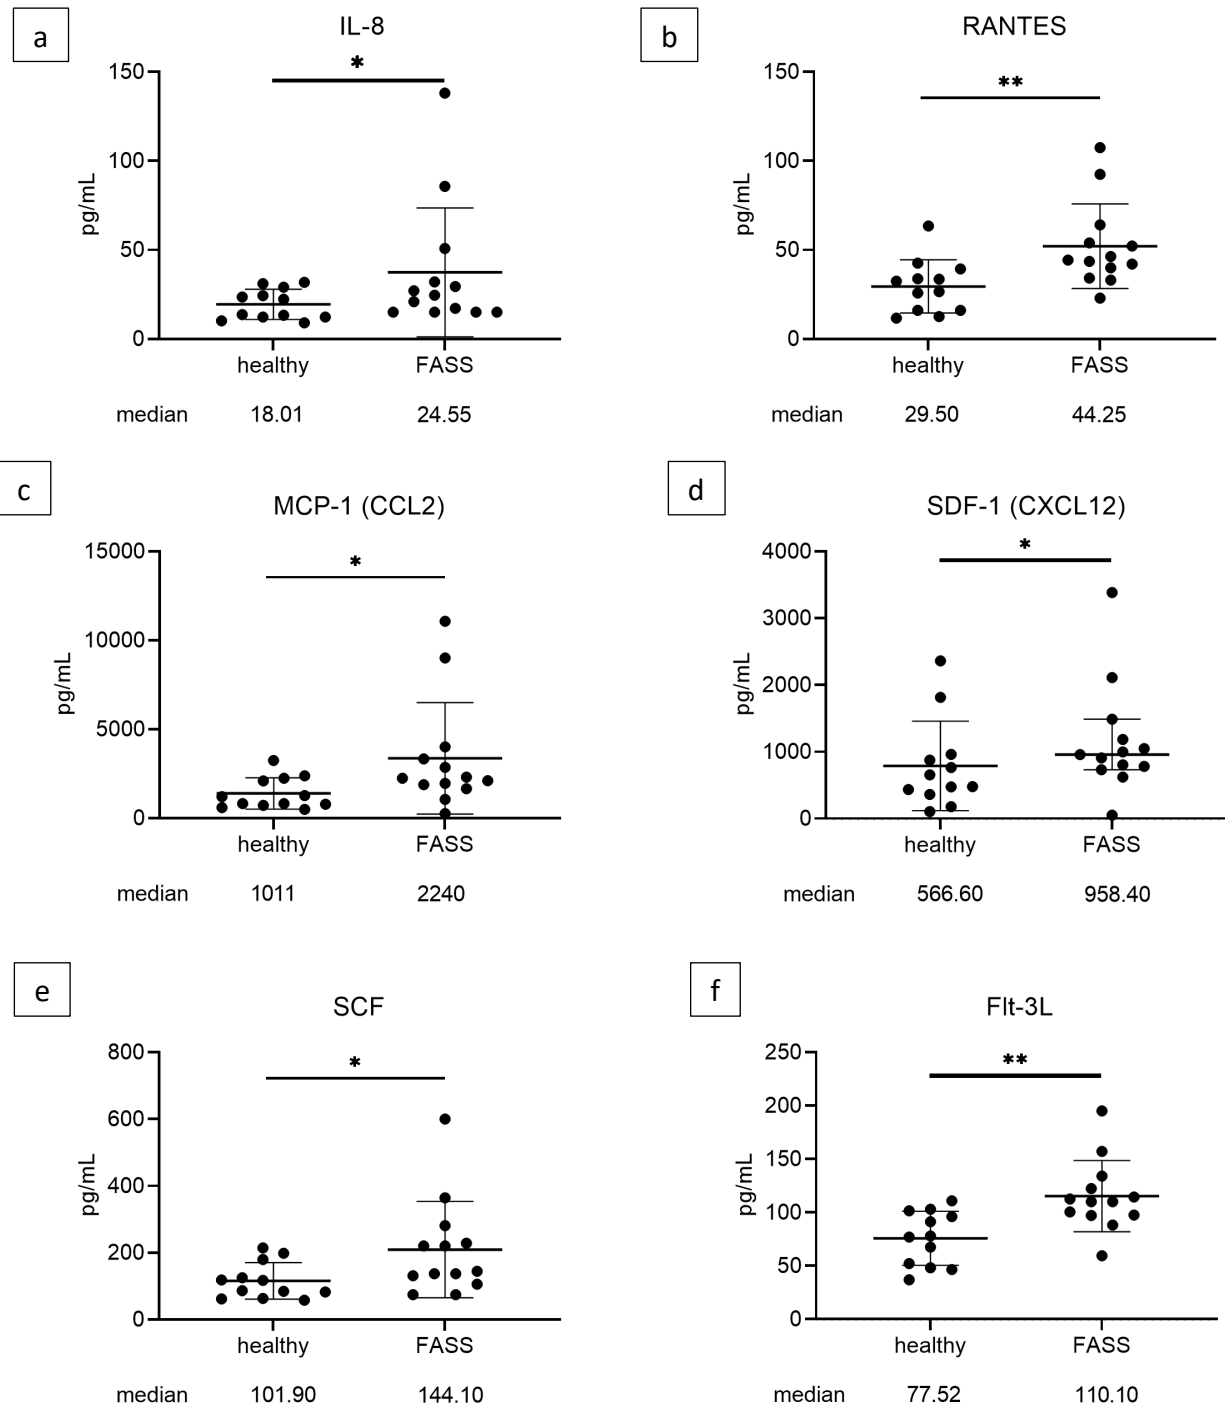 a
IL-8
*
150
100
50
0
pg/mL
healthy
FASS
median
18.01
24.55
b
RANTES
**
150
100
50
0
pg/mL
healthy
FASS
median
29.50
44.25
c
MCP-1 (CCL2)
*
15000
10000
5000
0
pg/mL
healthy
FASS
median
1011
2240
d
SDF-1 (CXCL12)
*
4000
3000
2000
1000
0
pg/mL
healthy
FASS
median
566.60
958.40
e
SCF
*
800
600
400
200
0
pg/mL
healthy
FASS
median
101.90
144.10
f
Flt-3L
**
250
200
150
100
50
0
pg/mL
healthy
FASS
median
77.52
110.10